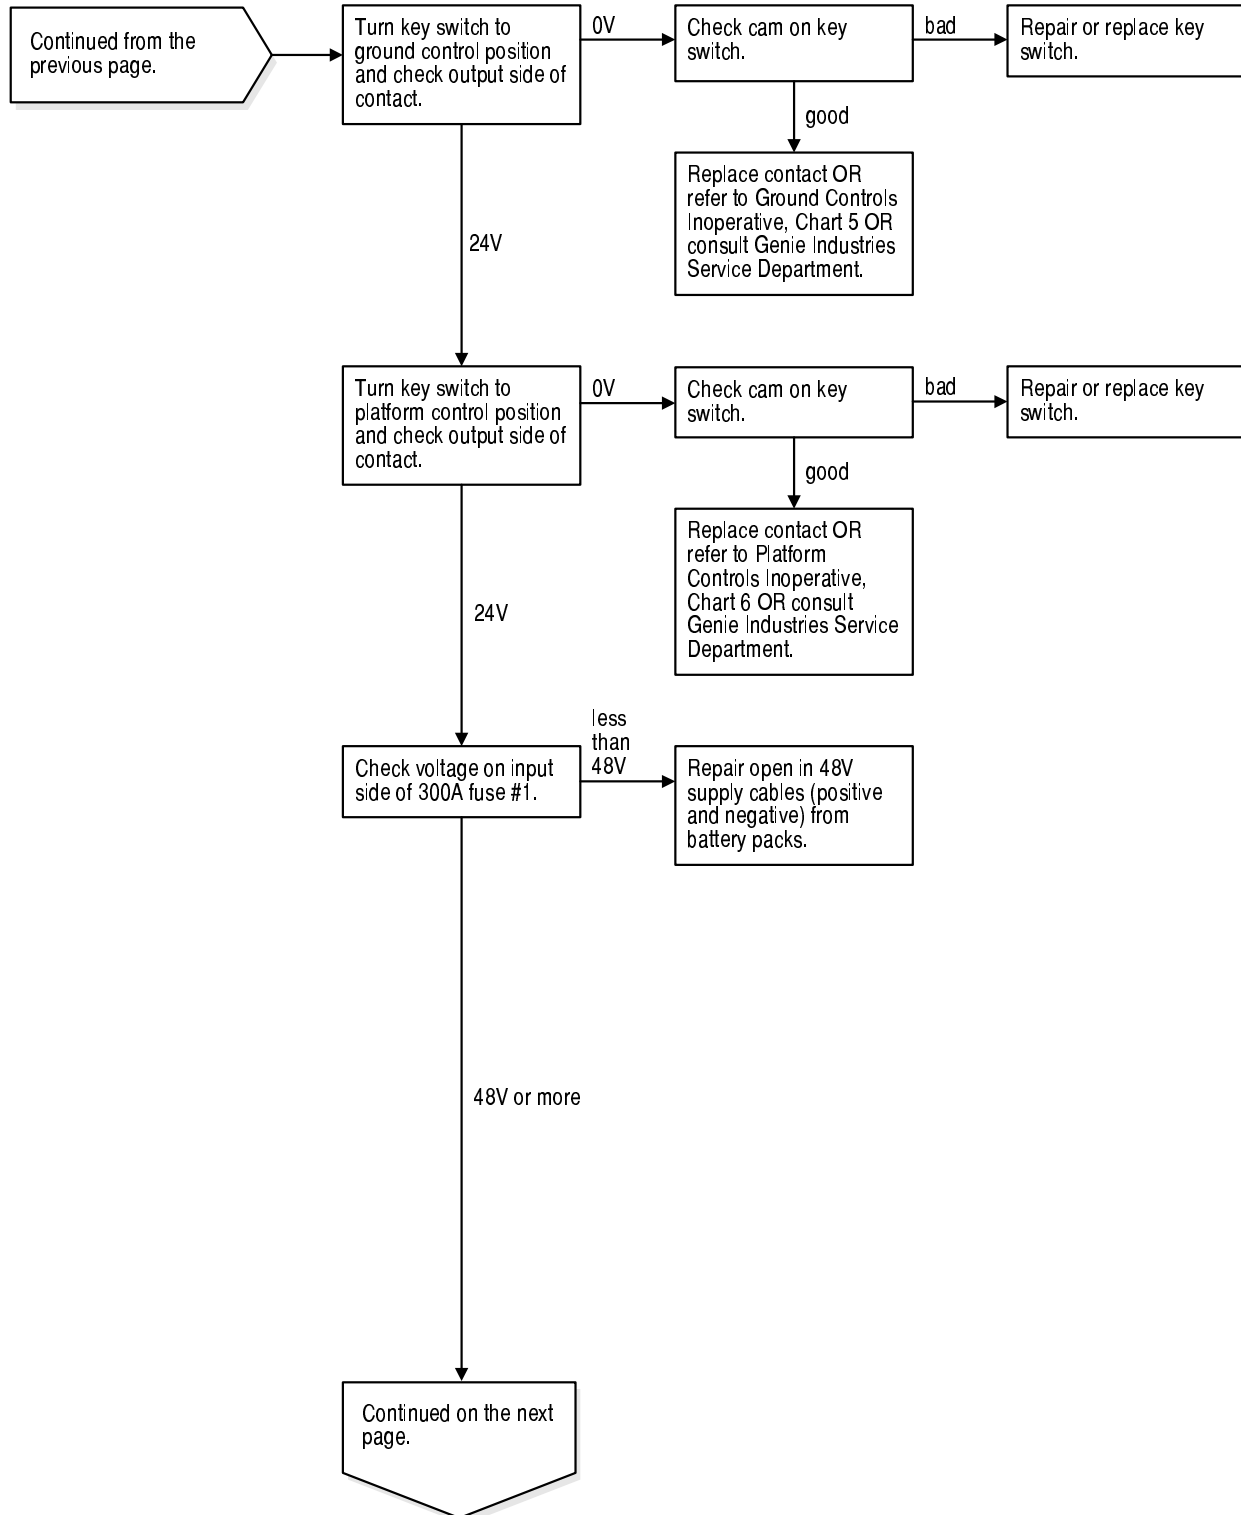 Continued from the
previous page.
Turn key switch to
ground control position
and check output side of
contact.
0V
Check cam on key
switch.
bad
Repair or replace key
switch.
good
Replace contact OR
refer to Ground Controls
Inoperative, Chart 5 OR
consult Genie Industries
Service Department.
24V
Turn key switch to
platform control position
and check output side of
contact.
0V
Check cam on key
switch.
bad
Repair or replace key
switch.
good
Replace contact OR
refer to Platform
Controls Inoperative,
Chart 6 OR consult
Genie Industries Service
Department.
24V
Check voltage on input
side of 300A fuse #1.
less
than
48V
Repair open in 48V
supply cables (positive
and negative) from
battery packs.
48V or more
Continued on the next
page.